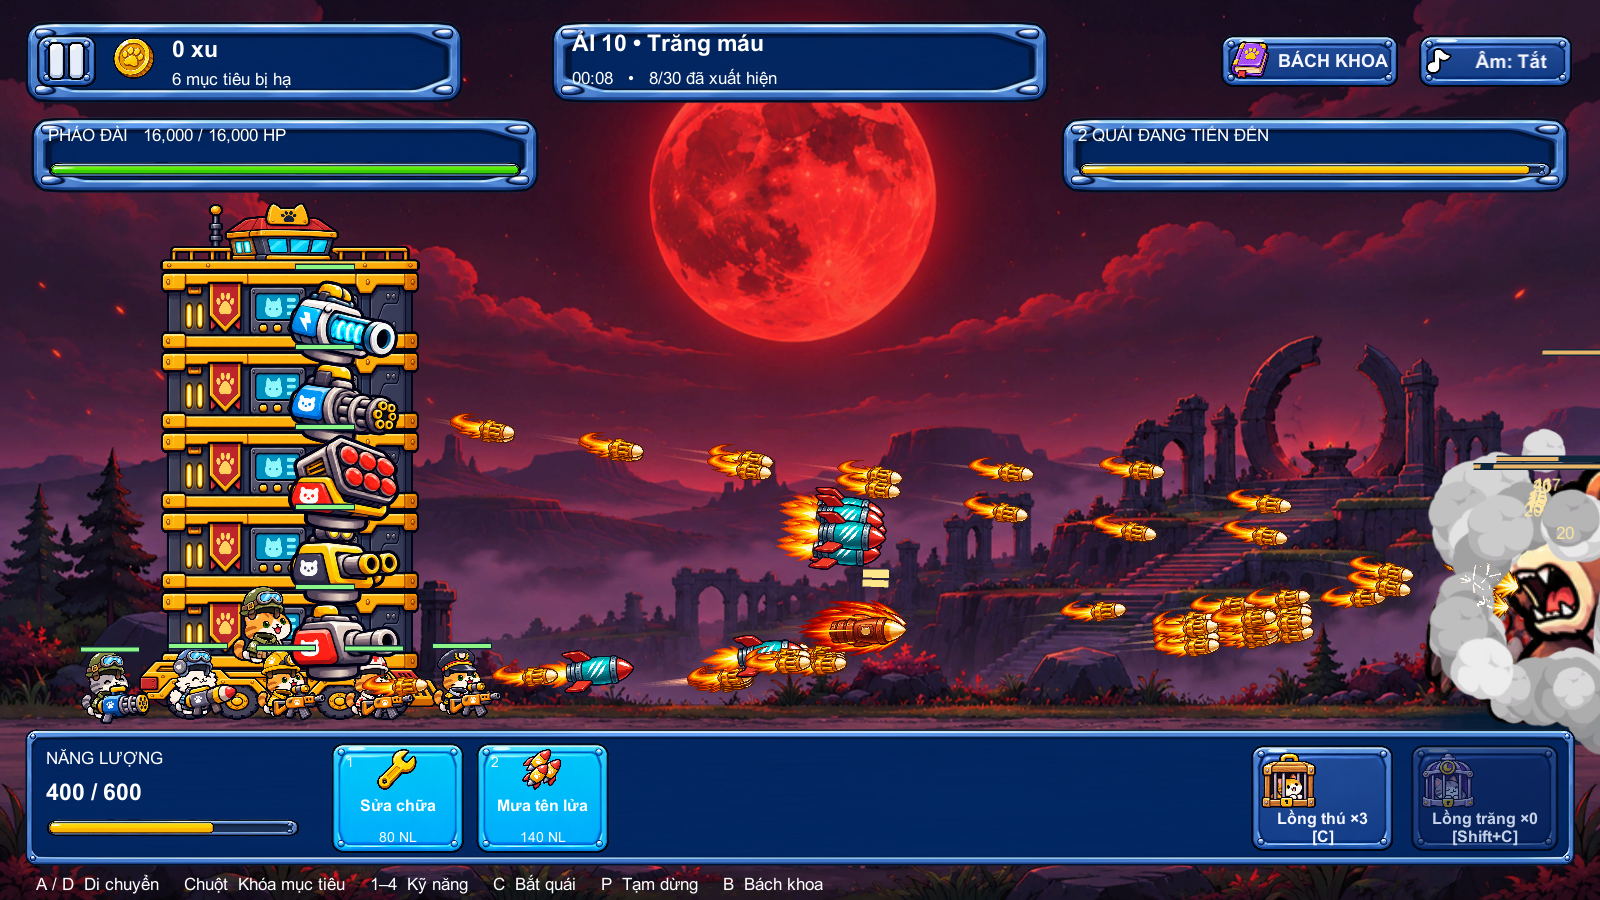 0 xu
6 mục tiêu bị hạ
ẢI 10 • Trăng máu
00:08 • 8/30 đã xuất hiện
BÁCH KHOA
Âm: Tắt
PHÁO ĐÀI 16,000 / 16,000 HP
2 QUÁI ĐANG TIẾN ĐẾN
20
NĂNG LƯỢNG
400 / 600
1
Sửa chữa
80 NL
2
Mưa tên lửa
140 NL
Lồng thú ×3
[C]
Lồng trăng ×0
[Shift+C]
A / D Di chuyển Chuột Khóa mục tiêu 1–4 Kỹ năng C Bắt quái P Tạm dừng B Bách khoa